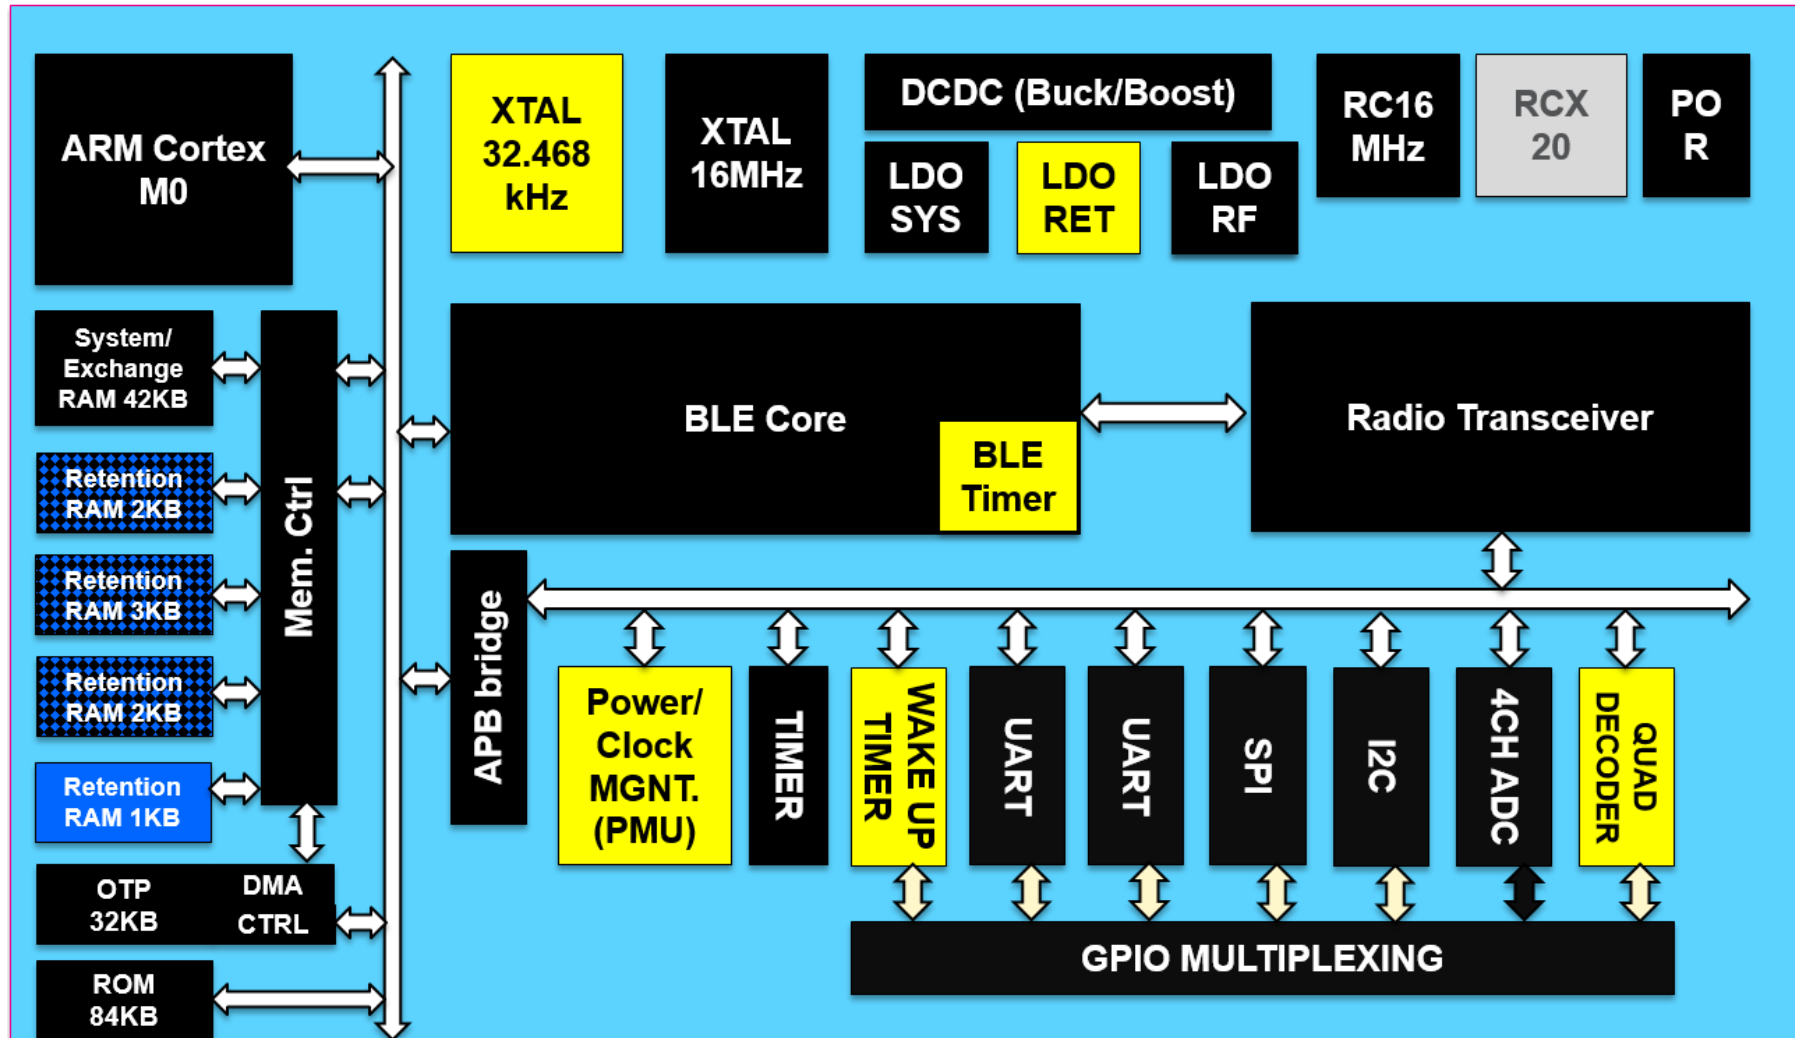 ARM Cortex
M0
XTAL
32.468
kHz
XTAL
16MHz
DCDC (Buck/Boost)
LDO
SYS
LDO
RET
LDO
RF
RC16
MHz
RCX
20
PO
R
System/
Exchange
RAM 42KB
Retention
RAM 2KB
Retention
RAM 3KB
Retention
RAM 2KB
Retention
RAM 1KB
Mem. Ctrl
OTP
32KB
DMA
CTRL
ROM
84KB
BLE Core
BLE
Timer
Radio Transceiver
APB bridge
Power/
Clock
MGNT.
(PMU)
TIMER
WAKE UP
TIMER
UART
UART
SPI
I2C
4CH ADC
QUAD
DECODER
GPIO MULTIPLEXING